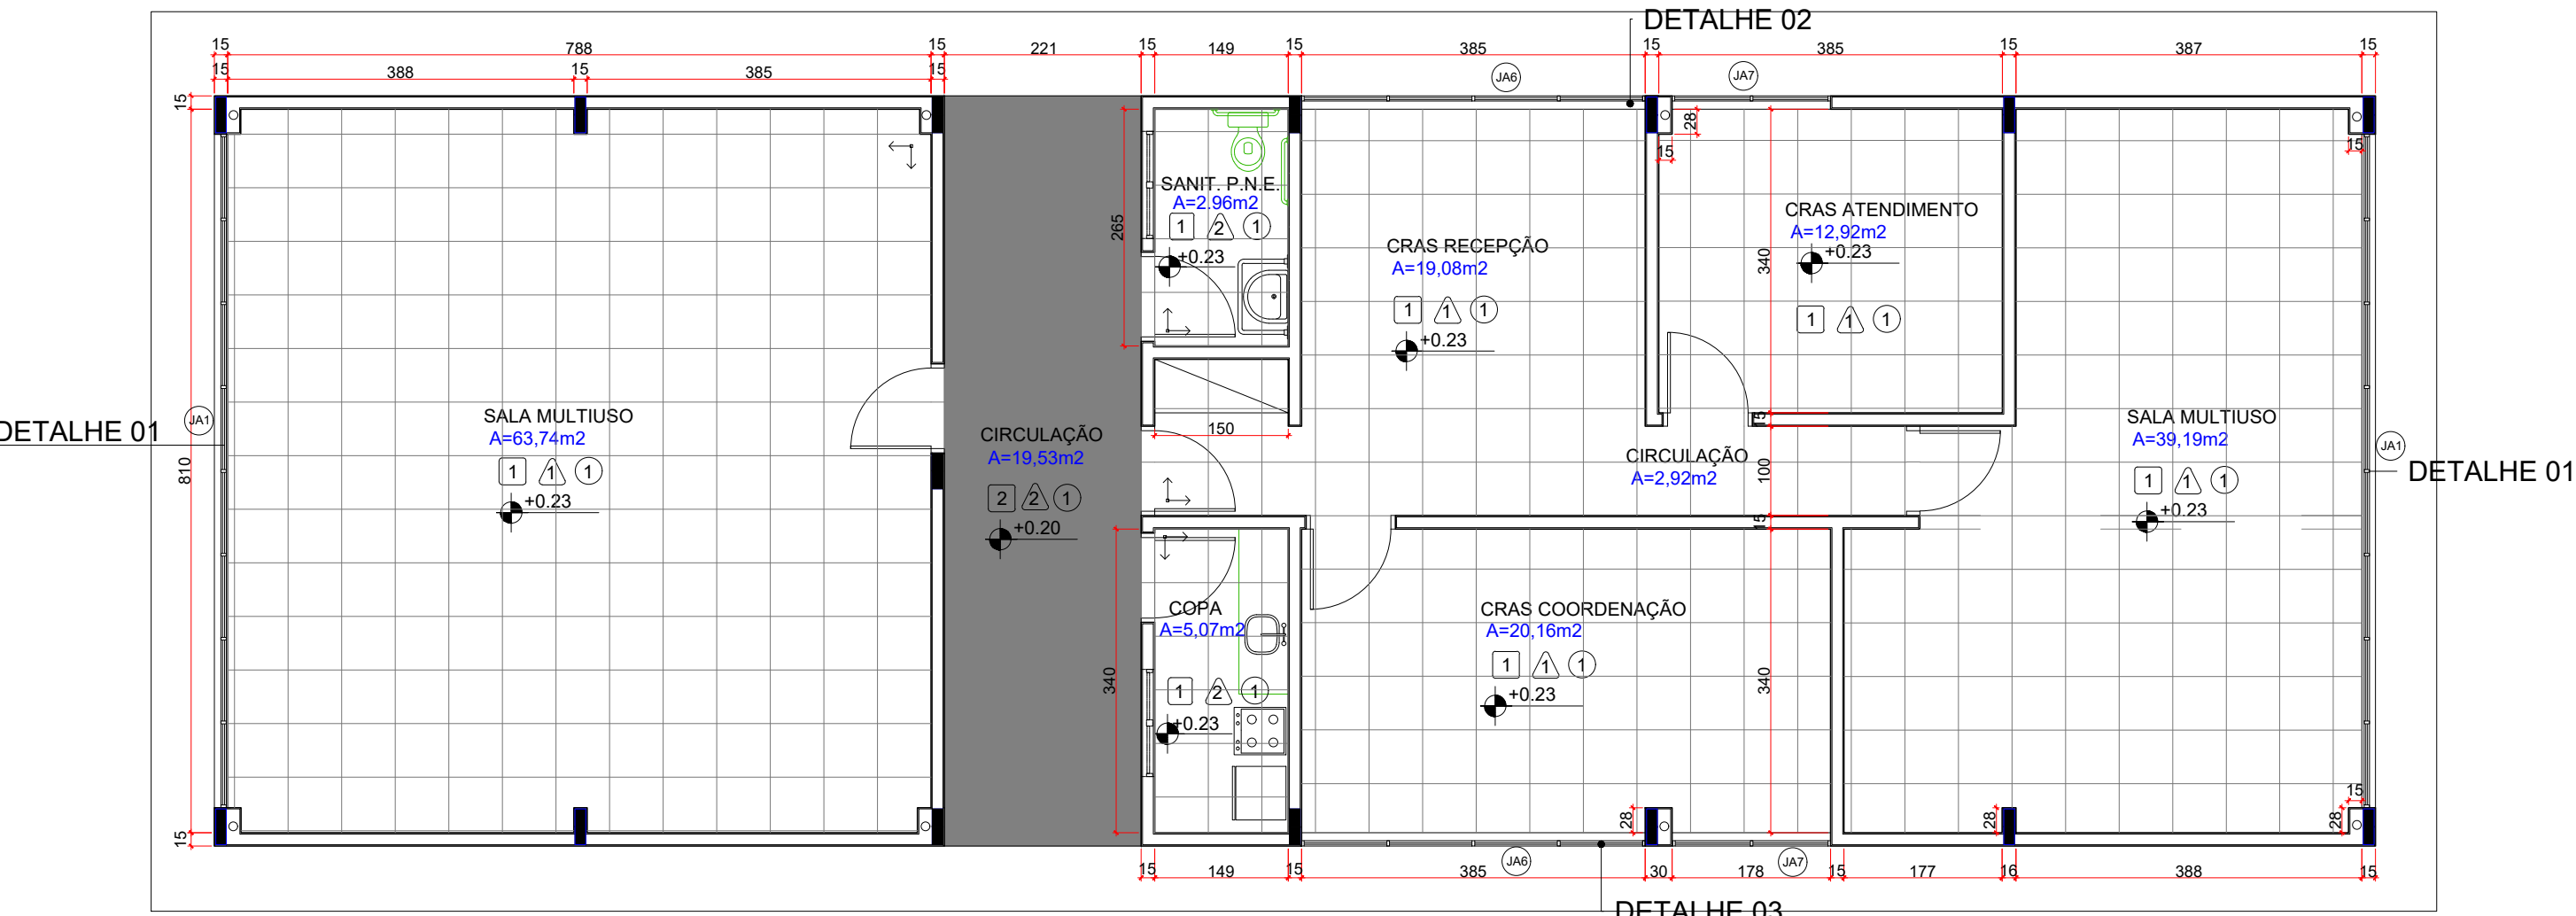 DETALHE 02
15
788
15
221
15
149
15
385
15
385
15
387
15
15
388
15
385
15
JA6
JA7
15
28
15
15
SANIT. P.N.E.
A=2.96m2
1
2
1
+0.23
265
CRAS RECEPÇÃO
A=19,08m2
1
1
1
+0.23
CRAS ATENDIMENTO
A=12,92m2
+0.23
340
1
1
1
DETALHE 01
JA1
810
SALA MULTIUSO
A=63,74m2
1
1
1
+0.23
CIRCULAÇÃO
A=19,53m2
2
2
1
+0.20
150
15
CIRCULAÇÃO
A=2,92m2
100
15
SALA MULTIUSO
A=39,19m2
1
1
1
+0.23
JA1
DETALHE 01
COPA
A=5,07m2
1
2
1
+0.23
340
CRAS COORDENAÇÃO
A=20,16m2
1
1
1
+0.23
340
15
28
28
28
15
15
149
15
385
JA6
30
178
JA7
15
177
16
388
15
DETALHE 03